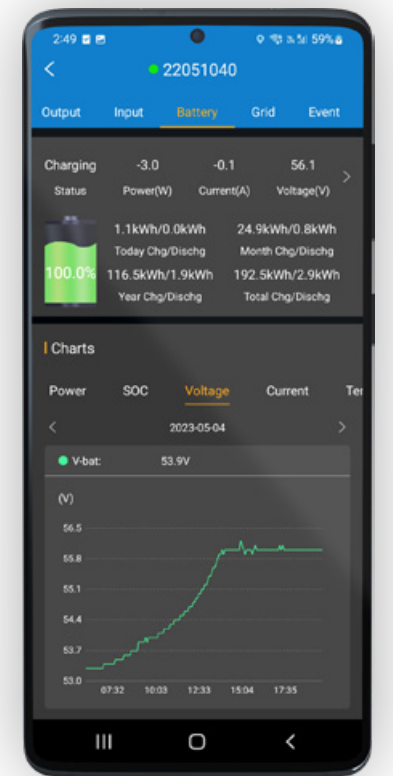 2:49 59%
22051040
Output Input Battery Grid Event
Charging -3.0 -0.1 56.1
Status Power(W) Current(A) Voltage(V)
1.1kWh/0.0kWh 24.9kWh/0.8kWh
Today Chg/Dischg Month Chg/Dischg
100.0% 116.5kWh/1.9kWh 192.5kWh/2.9kWh
Year Chg/Dischg Total Chg/Dischg
Charts
Power SOC Voltage Current Ter
2023-05-04
V-bat: 53.9V
(V)
56.5
55.8
55.1
54.4
53.7
53.0
07:32 10:03 12:33 15:04 17:35